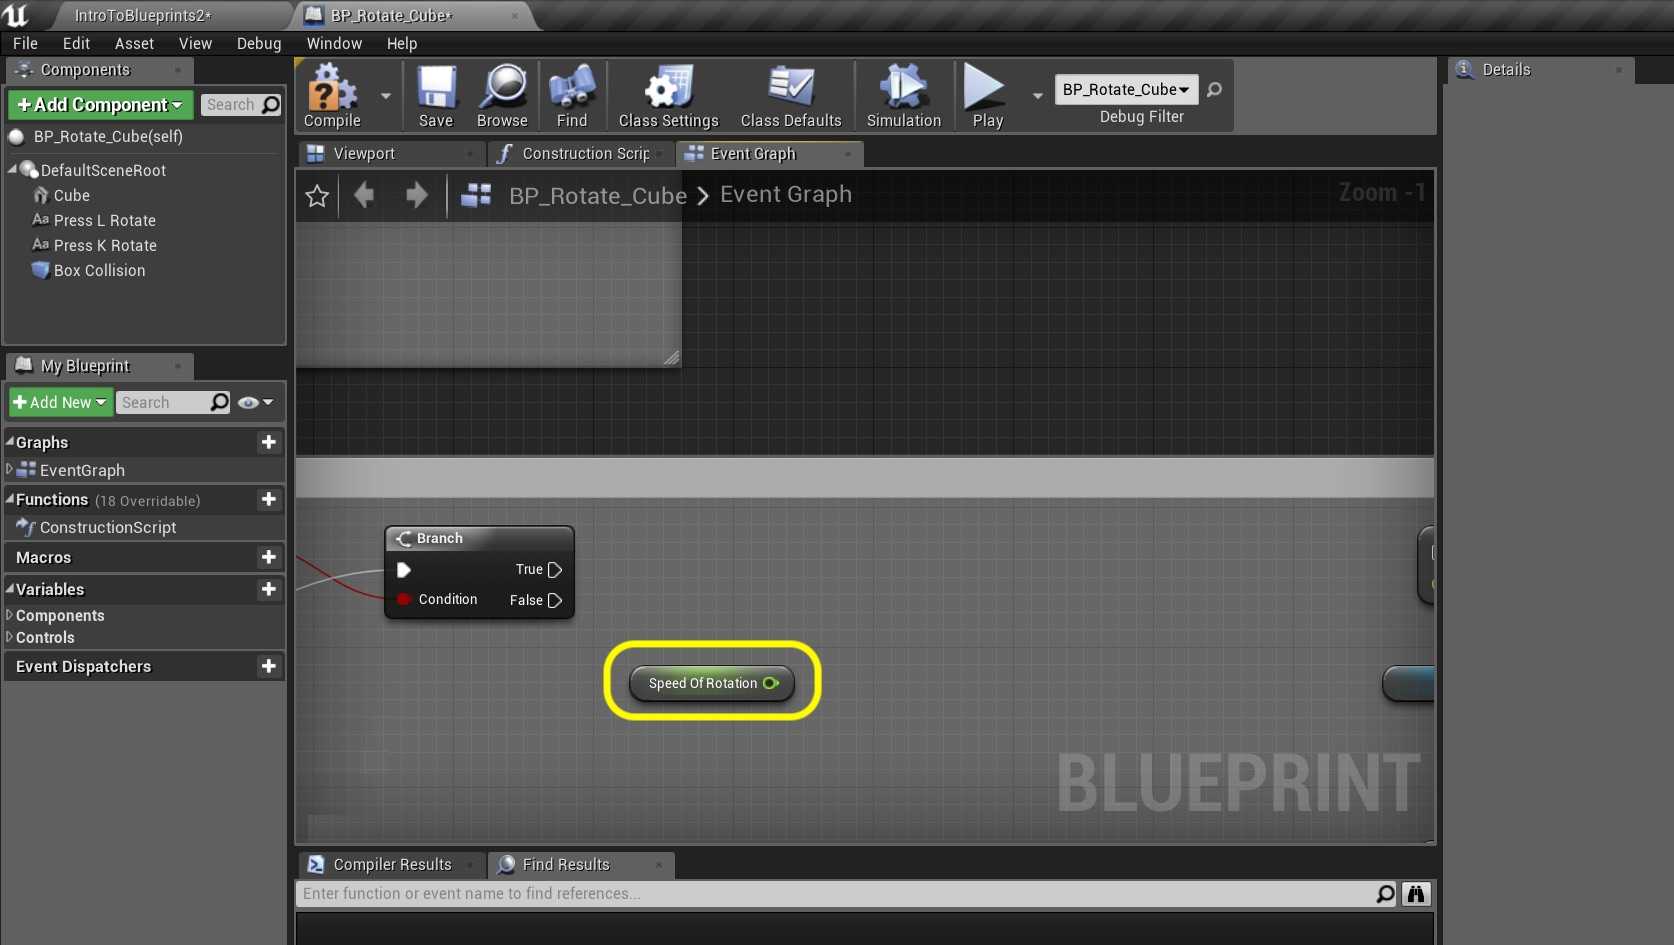 IntroToBlueprints2*
BP_Rotate_Cube*
File Edit Asset View Debug Window Help
Components
Add Component
Search
BP_Rotate_Cube(self)
DefaultSceneRoot
Cube
Aa Press L Rotate
Aa Press K Rotate
Box Collision
Compile
Save
Browse
Find
Class Settings
Class Defaults
Simulation
Play
BP_Rotate_Cube
Debug Filter
Details
Viewport
Construction Scrip
Event Graph
BP_Rotate_Cube > Event Graph
Zoom -1
My Blueprint
Add New
Search
Graphs
EventGraph
Functions (18 Overridable)
ConstructionScript
Macros
Variables
Components
Controls
Event Dispatchers
Branch
True
Condition False
Speed Of Rotation
BLUEPRINT
Compiler Results
Find Results
Enter function or event name to find references...